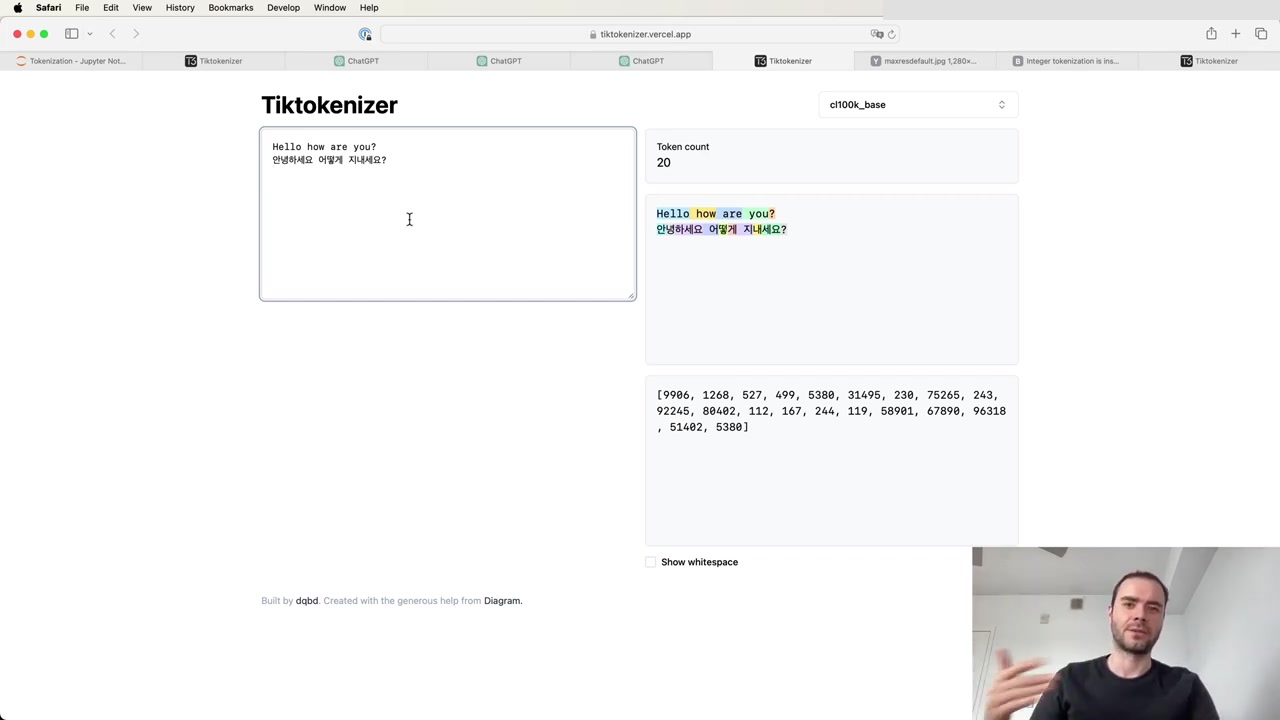 Safari File Edit View History Bookmarks Develop Window Help
tiktokenizer.vercel.app
Tokenization - Jupyter Not... Tiktokenizer ChatGPT ChatGPT ChatGPT Tiktokenizer maxresdefault.jpg 1,280×... Integer tokenization is ins... Tiktokenizer
Tiktokenizer
cl100k_base
Hello how are you?
안녕하세요 어떻게 지내세요?
Token count
20
Hello how are you?
안녕하세요 어떻게 지내세요?
[9906, 1268, 527, 499, 5380, 31495, 230, 75265, 243,
92245, 80402, 112, 167, 244, 119, 58901, 67890, 96318
, 51402, 5380]
Show whitespace
Built by dqbd. Created with the generous help from Diagram.